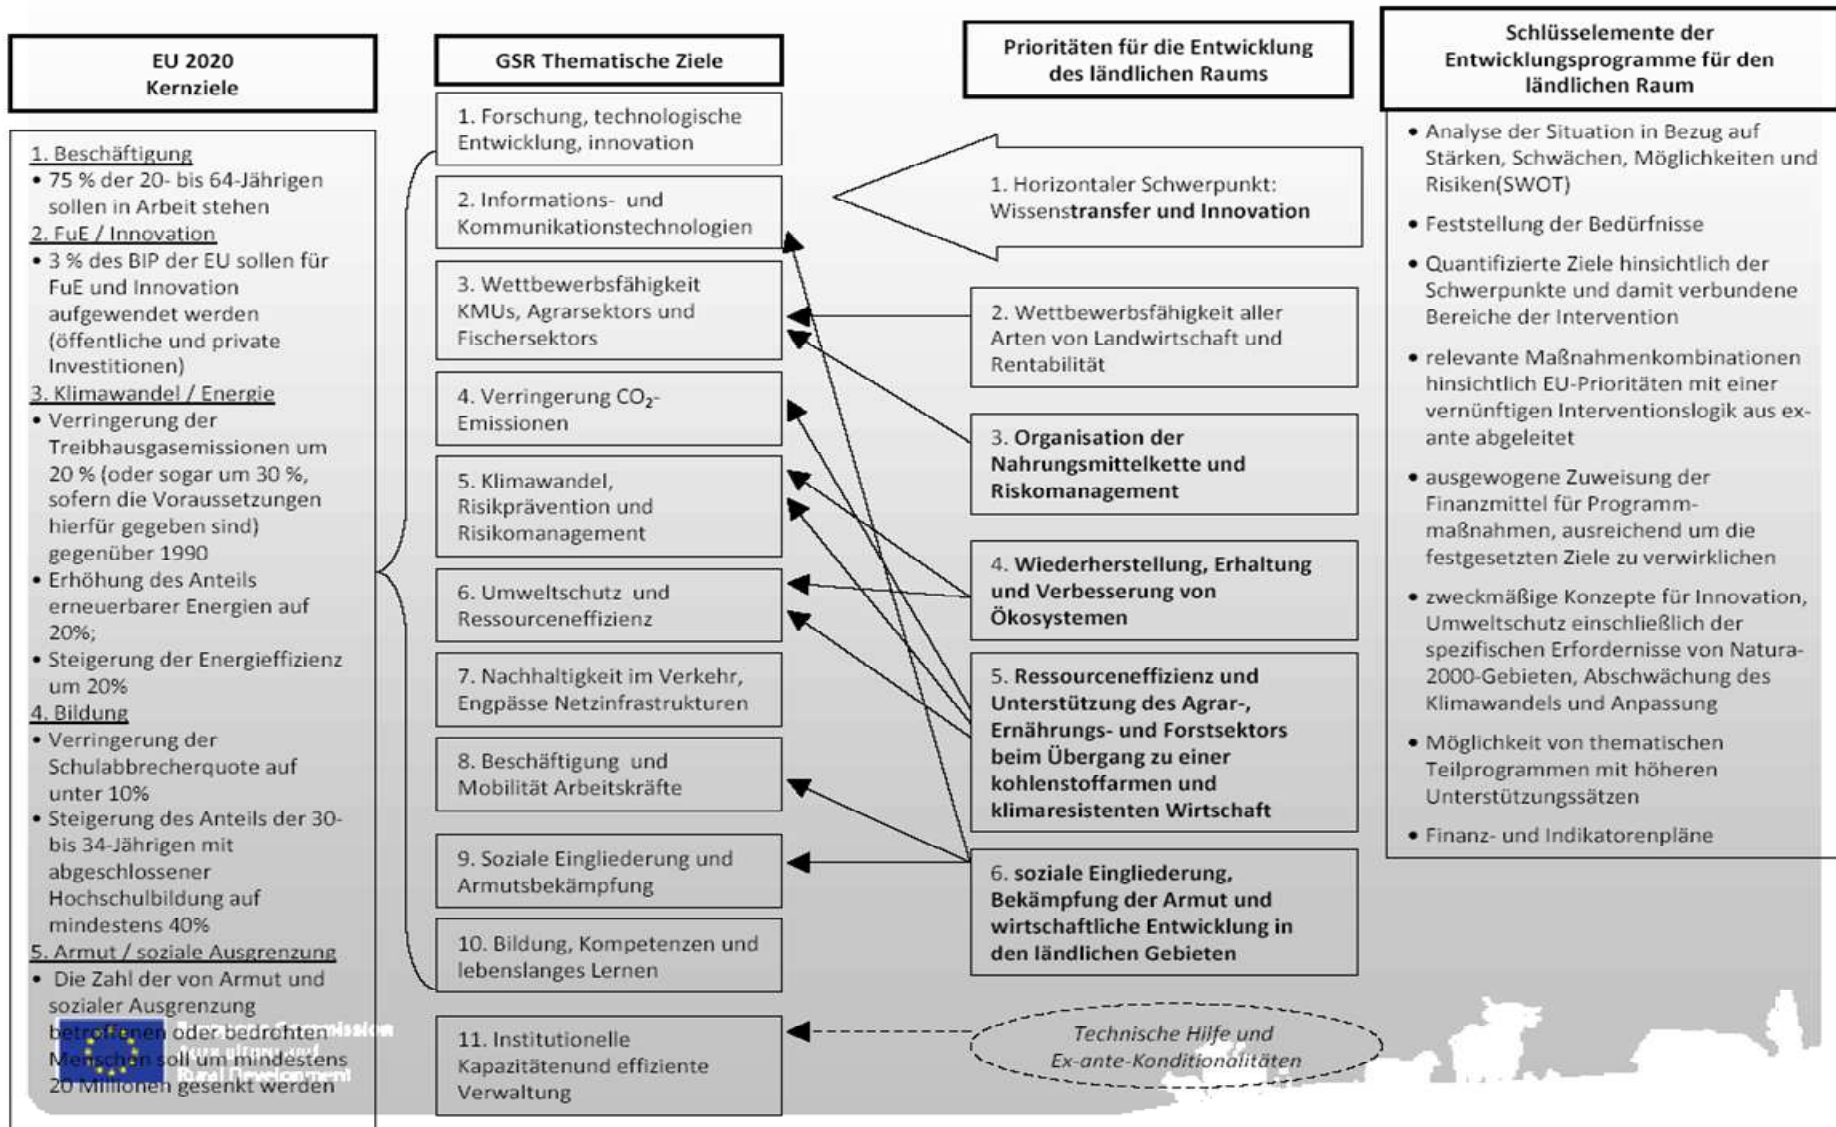 EU 2020
Kernziele
1. Beschäftigung
• 75 % der 20- bis 64-Jährigen
sollen in Arbeit stehen
2. FuE / Innovation
• 3 % des BIP der EU sollen für
FuE und Innovation
aufgewendet werden
(öffentliche und private
Investitionen)
3. Klimawandel / Energie
• Verringerung der
Treibhausgasemissionen um
20 % (oder sogar um 30 %,
sofern die Voraussetzungen
hierfür gegeben sind)
gegenüber 1990
• Erhöhung des Anteils
erneuerbarer Energien auf
20%;
• Steigerung der Energieffizienz
um 20%
4. Bildung
• Verringerung der
Schulabbrecherquote auf
unter 10%
• Steigerung des Anteils der 30-
bis 34-Jährigen mit
abgeschlossener
Hochschulbildung auf
mindestens 40%
5. Armut / soziale Ausgrenzung
• Die Zahl der von Armut und
sozialer Ausgrenzung
betroffenen oder bedrohten
Menschen soll um mindestens
20 Millionen gesenkt werden
European Commission
Agriculture and
Rural Development
GSR Thematische Ziele
1. Forschung, technologische
Entwicklung, innovation
2. Informations- und
Kommunikationstechnologien
3. Wettbewerbsfähigkeit
KMUs, Agrarsektors und
Fischersektors
4. Verringerung CO₂-
Emissionen
5. Klimawandel,
Risikprävention und
Risikomanagement
6. Umweltschutz und
Ressourceneffizienz
7. Nachhaltigkeit im Verkehr,
Engpässe Netzinfrastrukturen
8. Beschäftigung und
Mobilität Arbeitskräfte
9. Soziale Eingliederung und
Armutsbekämpfung
10. Bildung, Kompetenzen und
lebenslanges Lernen
11. Institutionelle
Kapazitätenund effiziente
Verwaltung
Prioritäten für die Entwicklung
des ländlichen Raums
1. Horizontaler Schwerpunkt:
Wissenstransfer und Innovation
2. Wettbewerbsfähigkeit aller
Arten von Landwirtschaft und
Rentabilität
3. Organisation der
Nahrungsmittelkette und
Riskomanagement
4. Wiederherstellung, Erhaltung
und Verbesserung von
Ökosystemen
5. Ressourceneffizienz und
Unterstützung des Agrar-,
Ernährungs- und Forstsektors
beim Übergang zu einer
kohlenstoffarmen und
klimaresistenten Wirtschaft
6. soziale Eingliederung,
Bekämpfung der Armut und
wirtschaftliche Entwicklung in
den ländlichen Gebieten
Technische Hilfe und
Ex-ante-Konditionalitäten
Schlüsselemente der
Entwicklungsprogramme für den
ländlichen Raum
• Analyse der Situation in Bezug auf
Stärken, Schwächen, Möglichkeiten und
Risiken(SWOT)
• Feststellung der Bedürfnisse
• Quantifizierte Ziele hinsichtlich der
Schwerpunkte und damit verbundene
Bereiche der Intervention
• relevante Maßnahmenkombinationen
hinsichtlich EU-Prioritäten mit einer
vernünftigen Interventionslogik aus ex-
ante abgeleitet
• ausgewogene Zuweisung der
Finanzmittel für Programm-
maßnahmen, ausreichend um die
festgesetzten Ziele zu verwirklichen
• zweckmäßige Konzepte für Innovation,
Umweltschutz einschließlich der
spezifischen Erfordernisse von Natura-
2000-Gebieten, Abschwächung des
Klimawandels und Anpassung
• Möglichkeit von thematischen
Teilprogrammen mit höheren
Unterstützungssätzen
• Finanz- und Indikatorenpläne